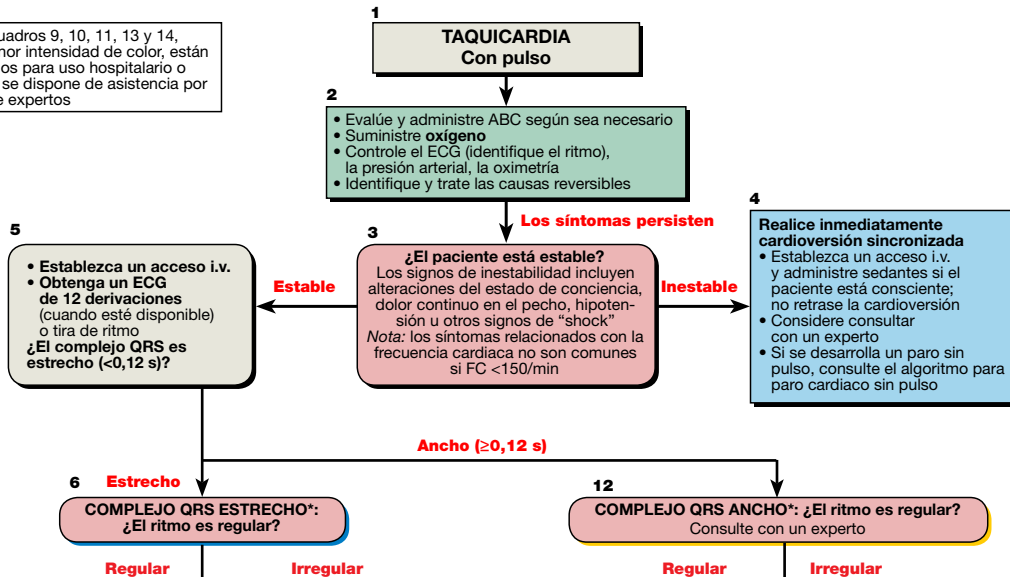 uadros 9, 10, 11, 13 y 14,
nor intensidad de color, están
os para uso hospitalario o
se dispone de asistencia por
e expertos
1
TAQUICARDIA
Con pulso
2
• Evalúe y administre ABC según sea necesario
• Suministre oxígeno
• Controle el ECG (identifique el ritmo),
la presión arterial, la oximetría
• Identifique y trate las causas reversibles
Los síntomas persisten
3
¿El paciente está estable?
Los signos de inestabilidad incluyen
alteraciones del estado de conciencia,
dolor continuo en el pecho, hipoten-
sión u otros signos de “shock”
Nota: los síntomas relacionados con la
frecuencia cardiaca no son comunes
si FC <150/min
Estable
Inestable
4
Realice inmediatamente
cardioversión sincronizada
• Establezca un acceso i.v.
y administre sedantes si el
paciente está consciente;
no retrase la cardioversión
• Considere consultar
con un experto
• Si se desarrolla un paro sin
pulso, consulte el algoritmo para
paro cardiaco sin pulso
5
• Establezca un acceso i.v.
• Obtenga un ECG
de 12 derivaciones
(cuando esté disponible)
o tira de ritmo
¿El complejo QRS es
estrecho (<0,12 s)?
Ancho (≥0,12 s)
Estrecho
6
COMPLEJO QRS ESTRECHO*:
¿El ritmo es regular?
12
COMPLEJO QRS ANCHO*: ¿El ritmo es regular?
Consulte con un experto
Regular
Irregular
Regular
Irregular